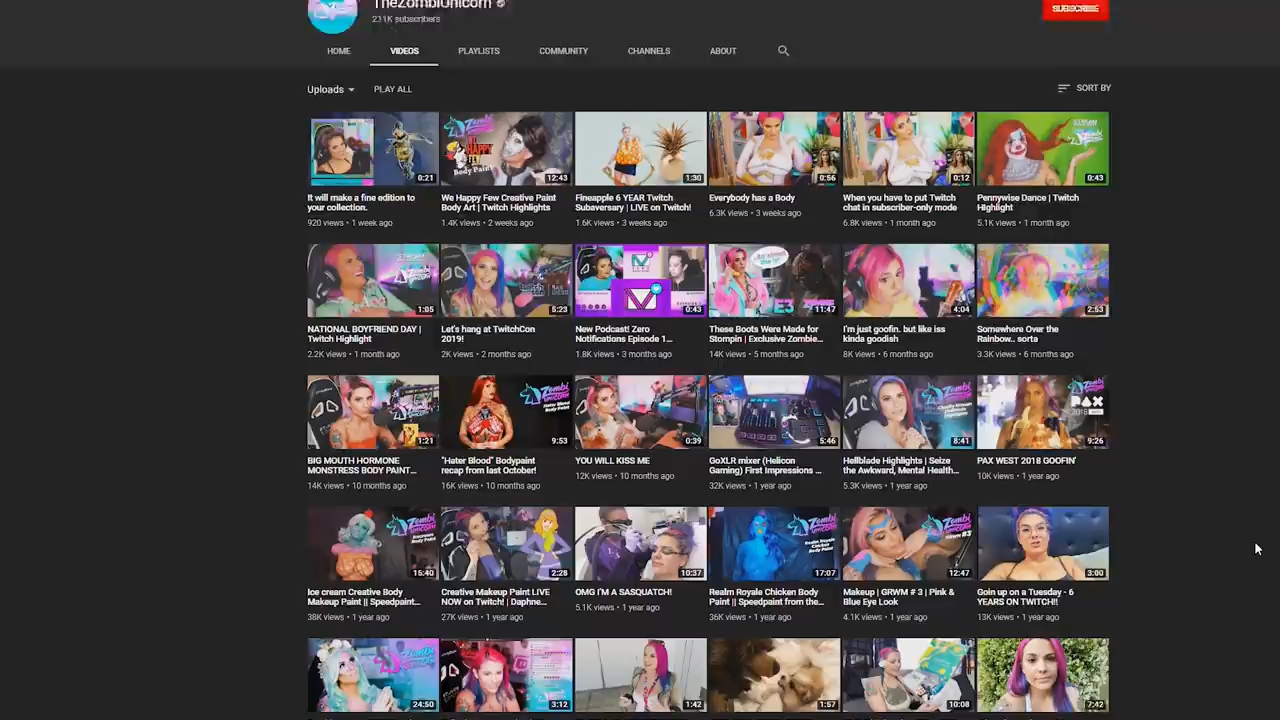 TheZombiUnicorn
211K subscribers
SUBSCRIBE
HOME VIDEOS PLAYLISTS COMMUNITY CHANNELS ABOUT
Uploads PLAY ALL SORT BY
0:21 12:43 1:30 0:56 0:12 0:43
It will make a fine edition to
your collection.
920 views • 1 week ago
We Happy Few Creative Paint
Body Art | Twitch Highlights
1.4K views • 2 weeks ago
Fineapple 6 YEAR Twitch
Subaversary | LIVE on Twitch!
1.6K views • 3 weeks ago
Everybody has a Body
6.3K views • 3 weeks ago
When you have to put Twitch
chat in subscriber-only mode
6.8K views • 1 month ago
Pennywise Dance | Twitch
Highlight
5.1K views • 1 month ago
1:05 5:23 0:43 11:47 4:04 2:53
NATIONAL BOYFRIEND DAY |
Twitch Highlight
2.2K views • 1 month ago
Let's hang at TwitchCon
2019!
2K views • 2 months ago
New Podcast! Zero
Notifications Episode 1...
1.8K views • 3 months ago
These Boots Were Made for
Stompin | Exclusive Zombie...
14K views • 5 months ago
I'm just goofin. but like iss
kinda goodish
8K views • 6 months ago
Somewhere Over the
Rainbow.. sorta
3.3K views • 6 months ago
1:21 9:53 0:39 5:46 8:41 9:26
BIG MOUTH HORMONE
MONSTRESS BODY PAINT...
14K views • 10 months ago
"Hater Blood" Bodypaint
recap from last October!
16K views • 10 months ago
YOU WILL KISS ME
12K views • 10 months ago
GoXLR mixer (Helicon
Gaming) First Impressions ...
32K views • 1 year ago
Hellblade Highlights | Seize
the Awkward, Mental Health...
5.3K views • 1 year ago
PAX
2018
PAX WEST 2018 GOOFIN'
10K views • 1 year ago
15:40 2:28 10:37 17:07 12:47 3:00
Ice cream Creative Body
Makeup Paint || Speedpaint...
38K views • 1 year ago
Creative Makeup Paint LIVE
NOW on Twitch! | Daphne...
27K views • 1 year ago
OMG I'M A SASQUATCH!
5.1K views • 1 year ago
Realm Royale Chicken Body
Paint || Speedpaint from the...
36K views • 1 year ago
Makeup | GRWM # 3 | Pink &
Blue Eye Look
4.1K views • 1 year ago
Goin up on a Tuesday - 6
YEARS ON TWITCH!!
13K views • 1 year ago
24:50 3:12 1:42 1:57 10:08 7:42